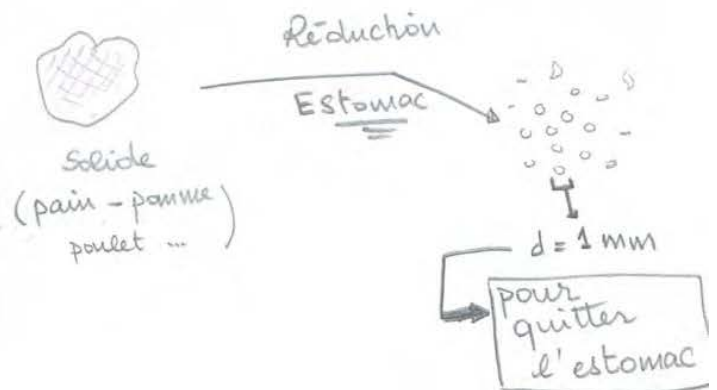 Réduction
Estomac
Solide
(pain - pomme
poulet ...)
d = 1 mm
pour
quitter
l'estomac